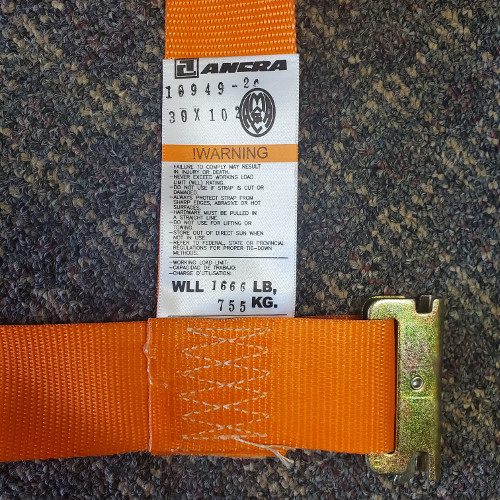 ANCRA
10949-2
30X102
!WARNING
-FAILURE TO COMPLY MAY RESULT
IN INJURY OR DEATH.
-NEVER EXCEED WORKING LOAD
LIMIT (WLL) RATING.
-DO NOT USE IF STRAP IS CUT OR
DAMAGED.
-ALWAYS PROTECT STRAP FROM
SHARP EDGES, ABRASIVE OR HOT
SURFACES.
-HARDWARE MUST BE PULLED IN
A STRAIGHT LINE.
-DO NOT USE FOR LIFTING OR
TOWING.
-STORE OUT OF DIRECT SUN WHEN
NOT IN USE.
-REFER TO FEDERAL, STATE OR PROVINCIAL
REGULATIONS FOR PROPER TIE-DOWN
METHODS.
-WORKING LOAD LIMIT:
-CAPACIDAD DE TRABAJO:
-CHARGE D'UTILISATION:
WLL 1666 LB,
755 KG.